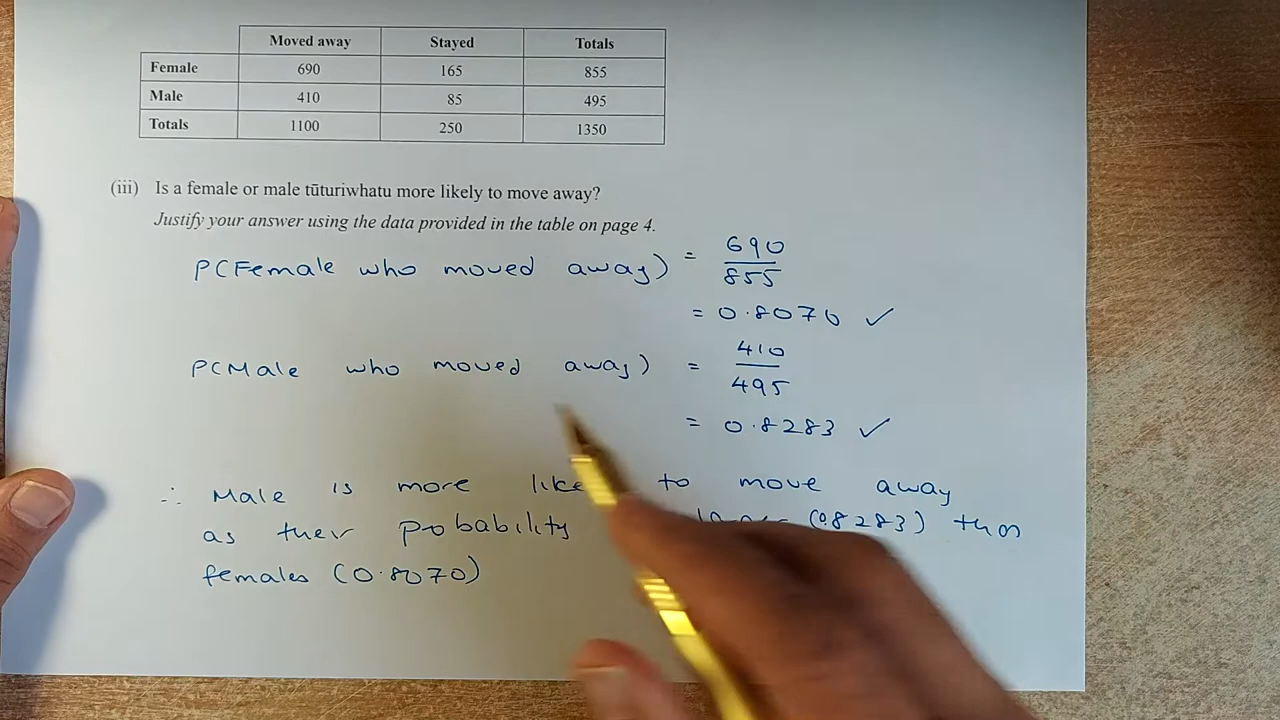 Moved away Stayed Totals
Female 690 165 855
Male 410 85 495
Totals 1100 250 1350
(iii) Is a female or male tūturiwhatu more likely to move away?
Justify your answer using the data provided in the table on page 4.
P(Female who moved away) = 690/855
= 0.8070 ✓
P(Male who moved away) = 410/495
= 0.8283 ✓
∴ Male is more to move away
as their probability (0.8283) than
females (0.8070)